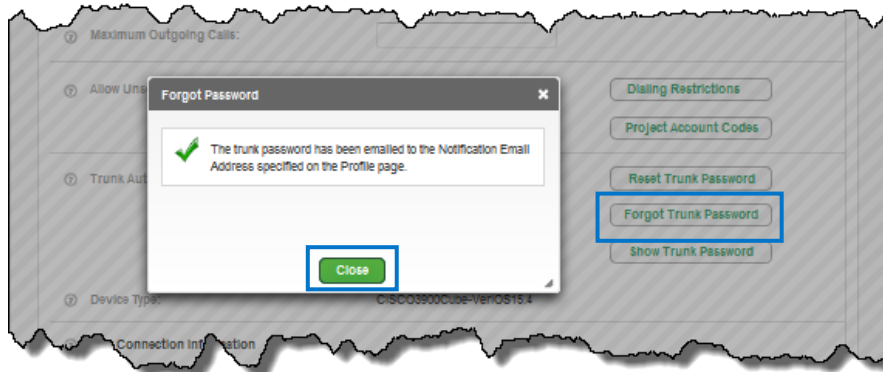 Maximum Outgoing Calls:
Allow Uns
Forgot Password
Dialing Restrictions
Project Account Codes
The trunk password has been emailed to the Notification Email
Address specified on the Profile page.
Trunk Aut
Reset Trunk Password
Forgot Trunk Password
Show Trunk Password
Close
Device Type:
CISCO3900Cube-VerIOS15.4
Connection Information